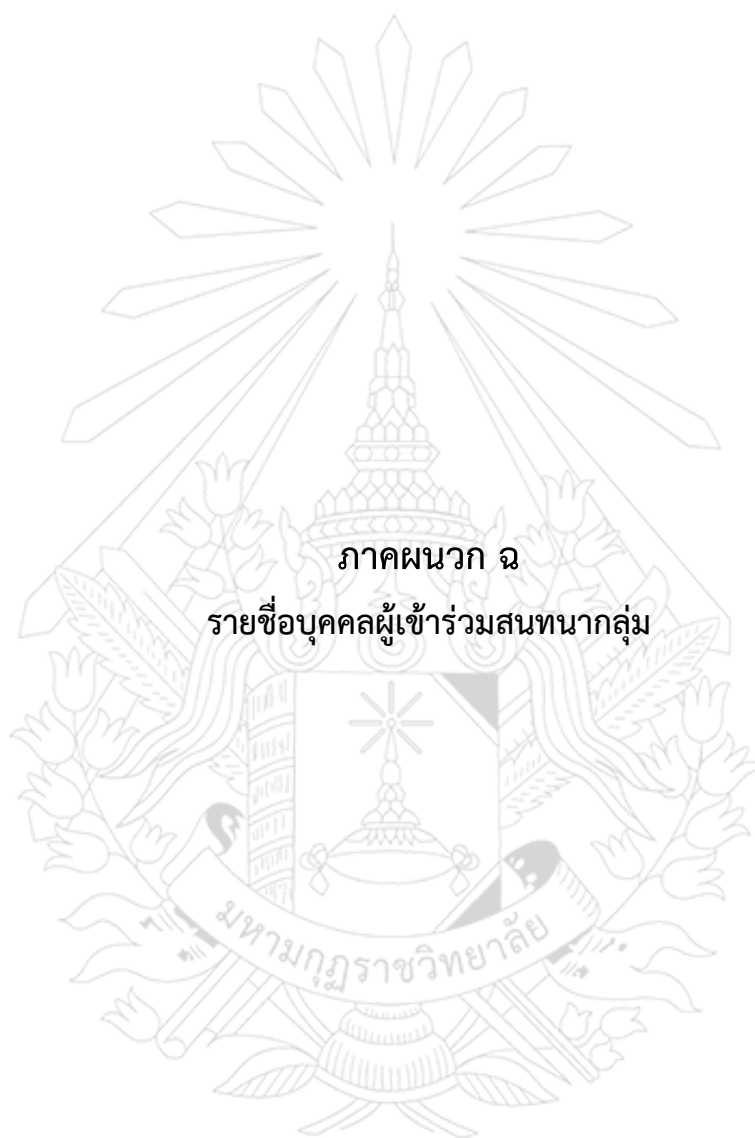 ภาคผนวก ฉ
รายชื่อบุคคลผู้เข้าร่วมสนทนากลุ่ม
มหามกุฏราชวิทยาลัย